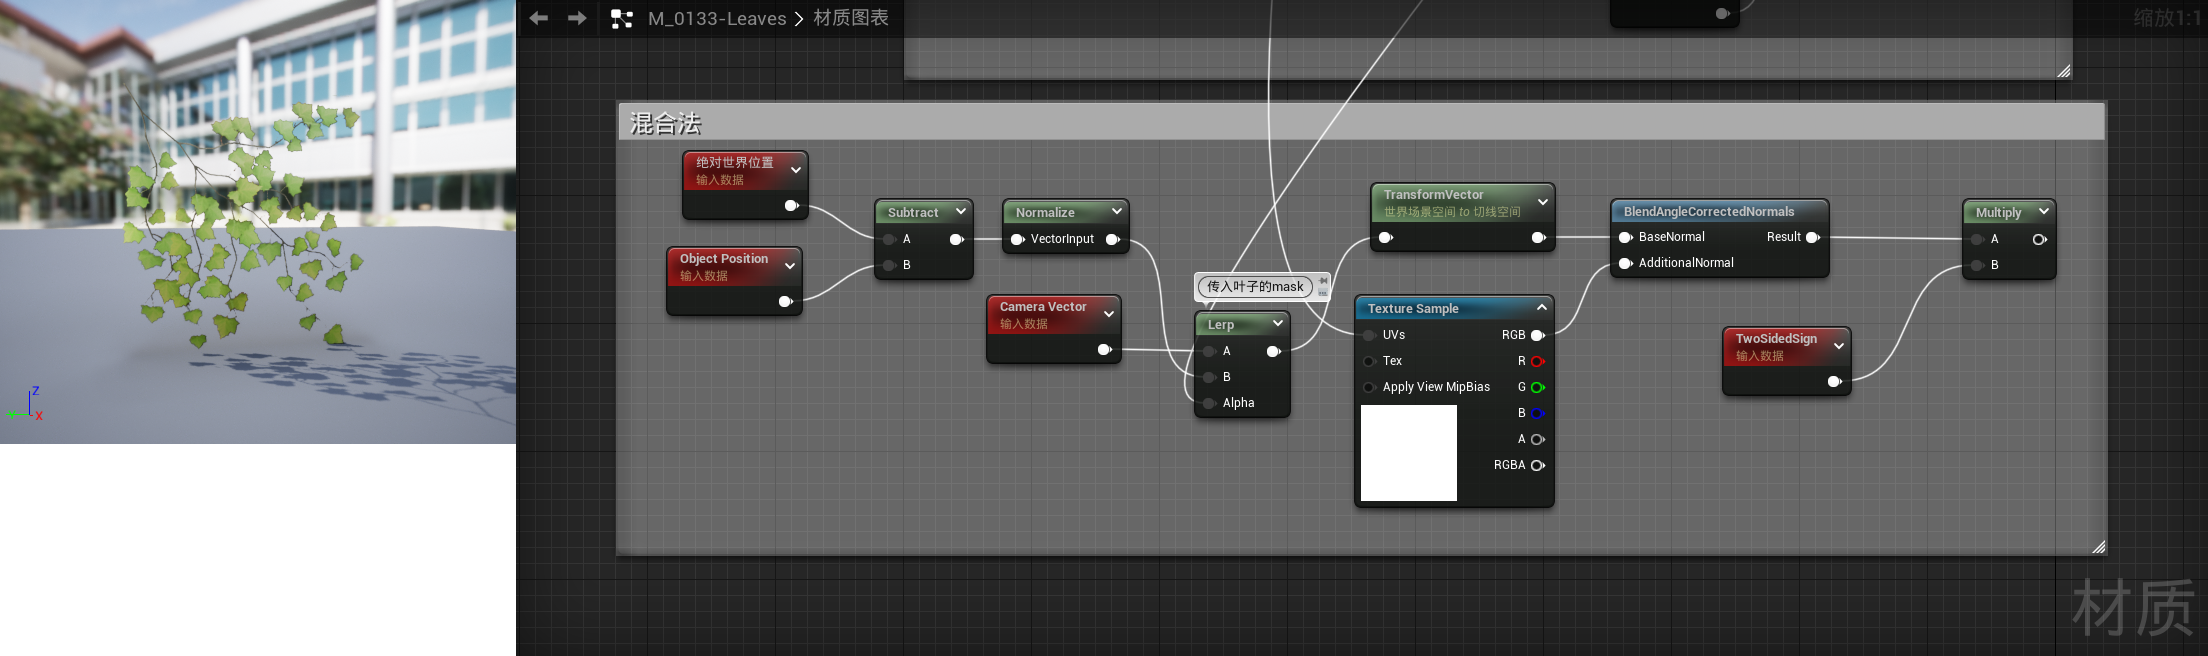 M_0133-Leaves > 材质图表
缩放1:1
混合法
绝对世界位置
输入数据
Object Position
输入数据
Subtract
A
B
Normalize
VectorInput
Camera Vector
输入数据
传入叶子的mask
Lerp
A
B
Alpha
TransformVector
世界场景空间 to 切线空间
Texture Sample
UVs RGB
Tex R
Apply View MipBias G
B
A
RGBA
BlendAngleCorrectedNormals
BaseNormal Result
AdditionalNormal
TwoSidedSign
输入数据
Multiply
A
B
Z
X
材质